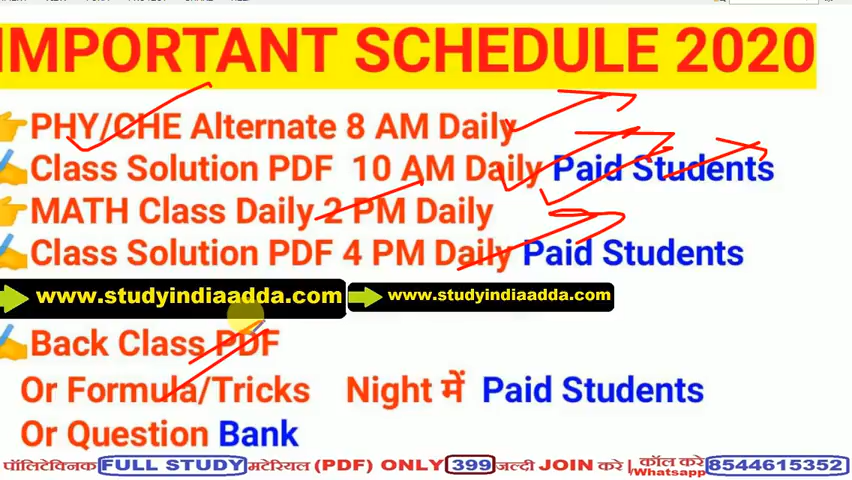 IMPORTANT SCHEDULE 2020
PHY/CHE Alternate 8 AM Daily
Class Solution PDF 10 AM Daily Paid Students
MATH Class Daily 2 PM Daily
Class Solution PDF 4 PM Daily Paid Students
www.studyindiaadda.com www.studyindiaadda.com
Back Class PDF
Or Formula/Tricks Night में Paid Students
Or Question Bank
पॉलिटेक्निक FULL STUDY मटेरियल (PDF) ONLY 399 जल्दी JOIN करे | कॉल करे /Whatsapp 8544615352